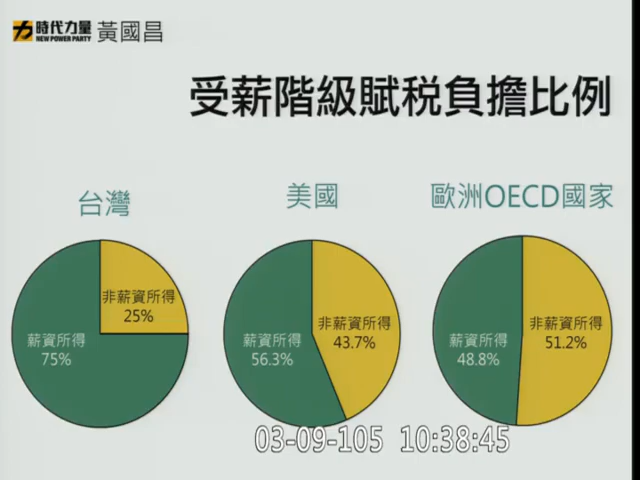 時代力量 黃國昌
NEW POWER PARTY
受薪階級賦稅負擔比例
台灣
美國
歐洲OECD國家
非薪資所得
25%
薪資所得
75%
非薪資所得
43.7%
薪資所得
56.3%
非薪資所得
51.2%
薪資所得
48.8%
03-09-105 10:38:45